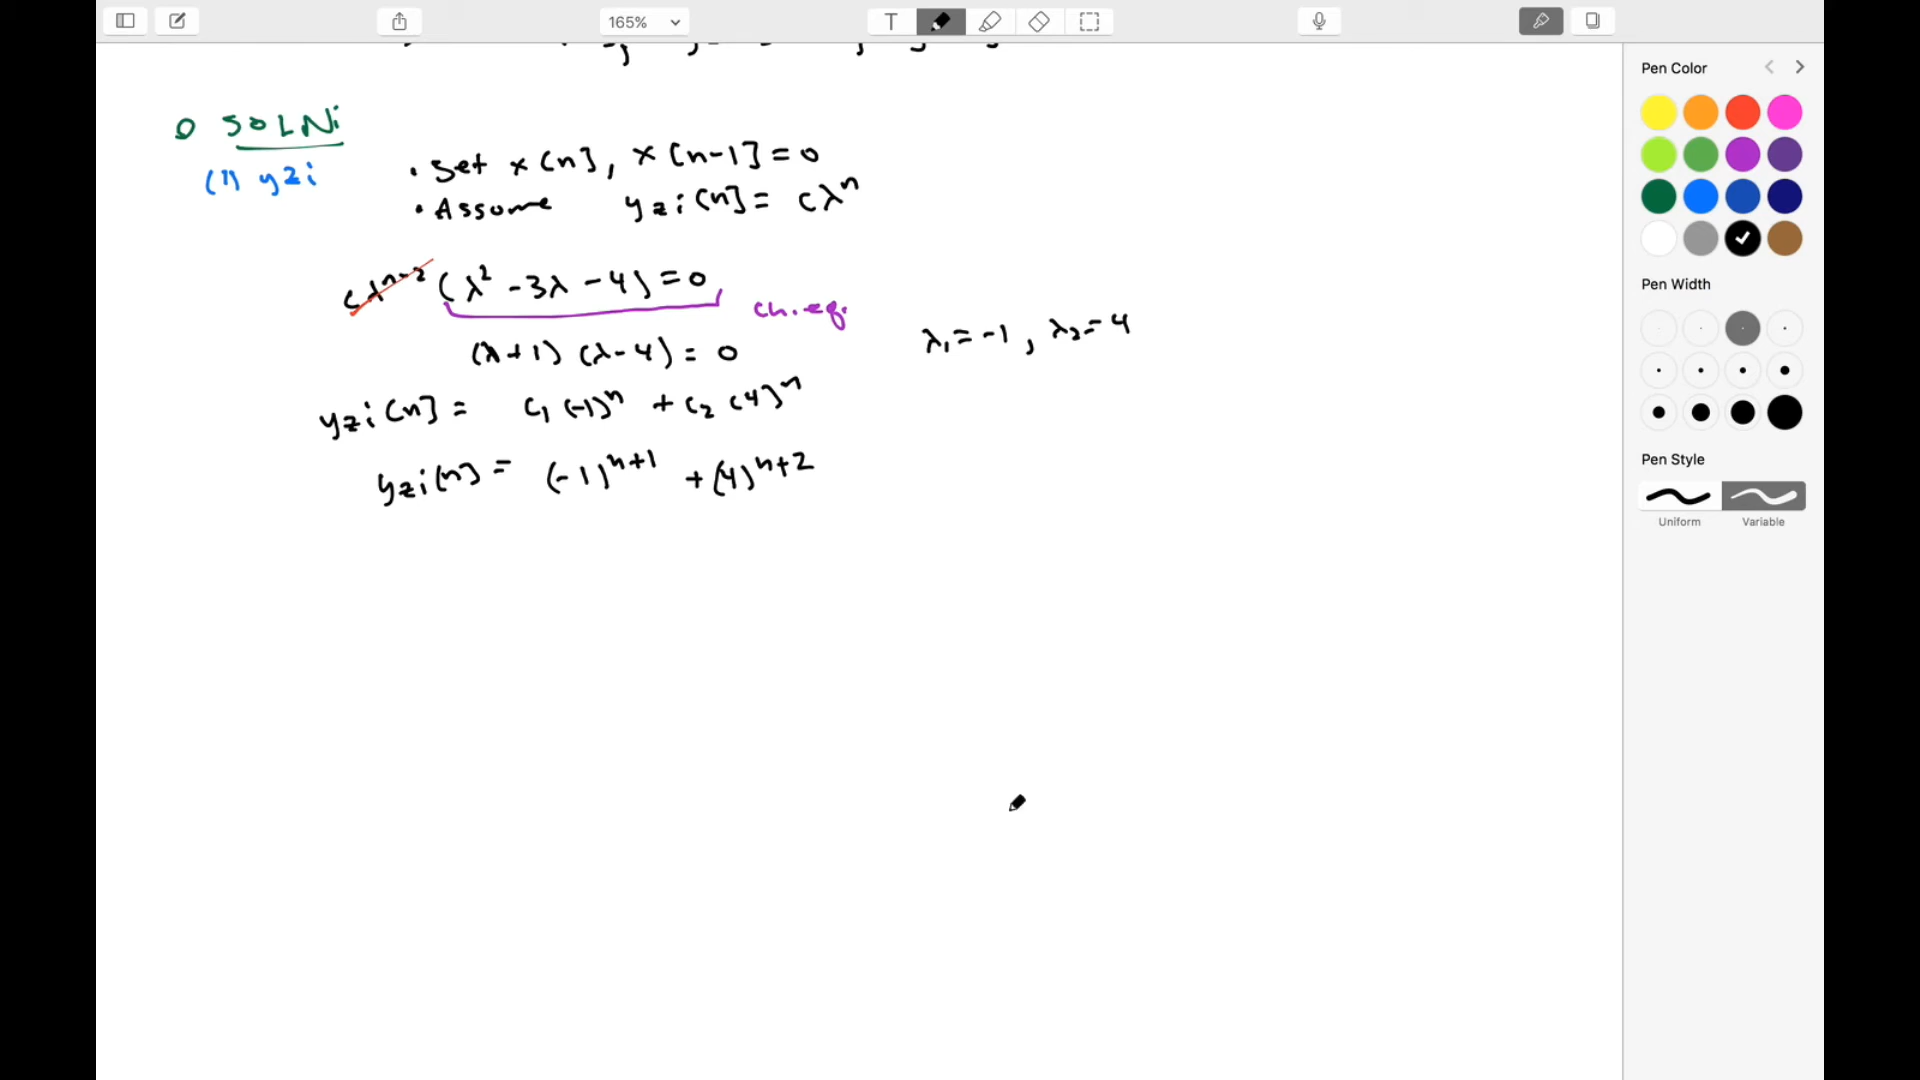 165%
T
Pen Color
SOLN:
(1) yzi
• Set x[n], x[n-1] = 0
• Assume yzi[n] = cλ^n
cλ^n-2 (λ^2 - 3λ - 4) = 0
ch. eq.
(λ+1) (λ-4) = 0
λ1 = -1, λ2 = 4
yzi[n] = c1 (-1)^n + c2 (4)^n
yzi[n] = (-1)^n+1 + (4)^n+2
Pen Width
Pen Style
Uniform
Variable